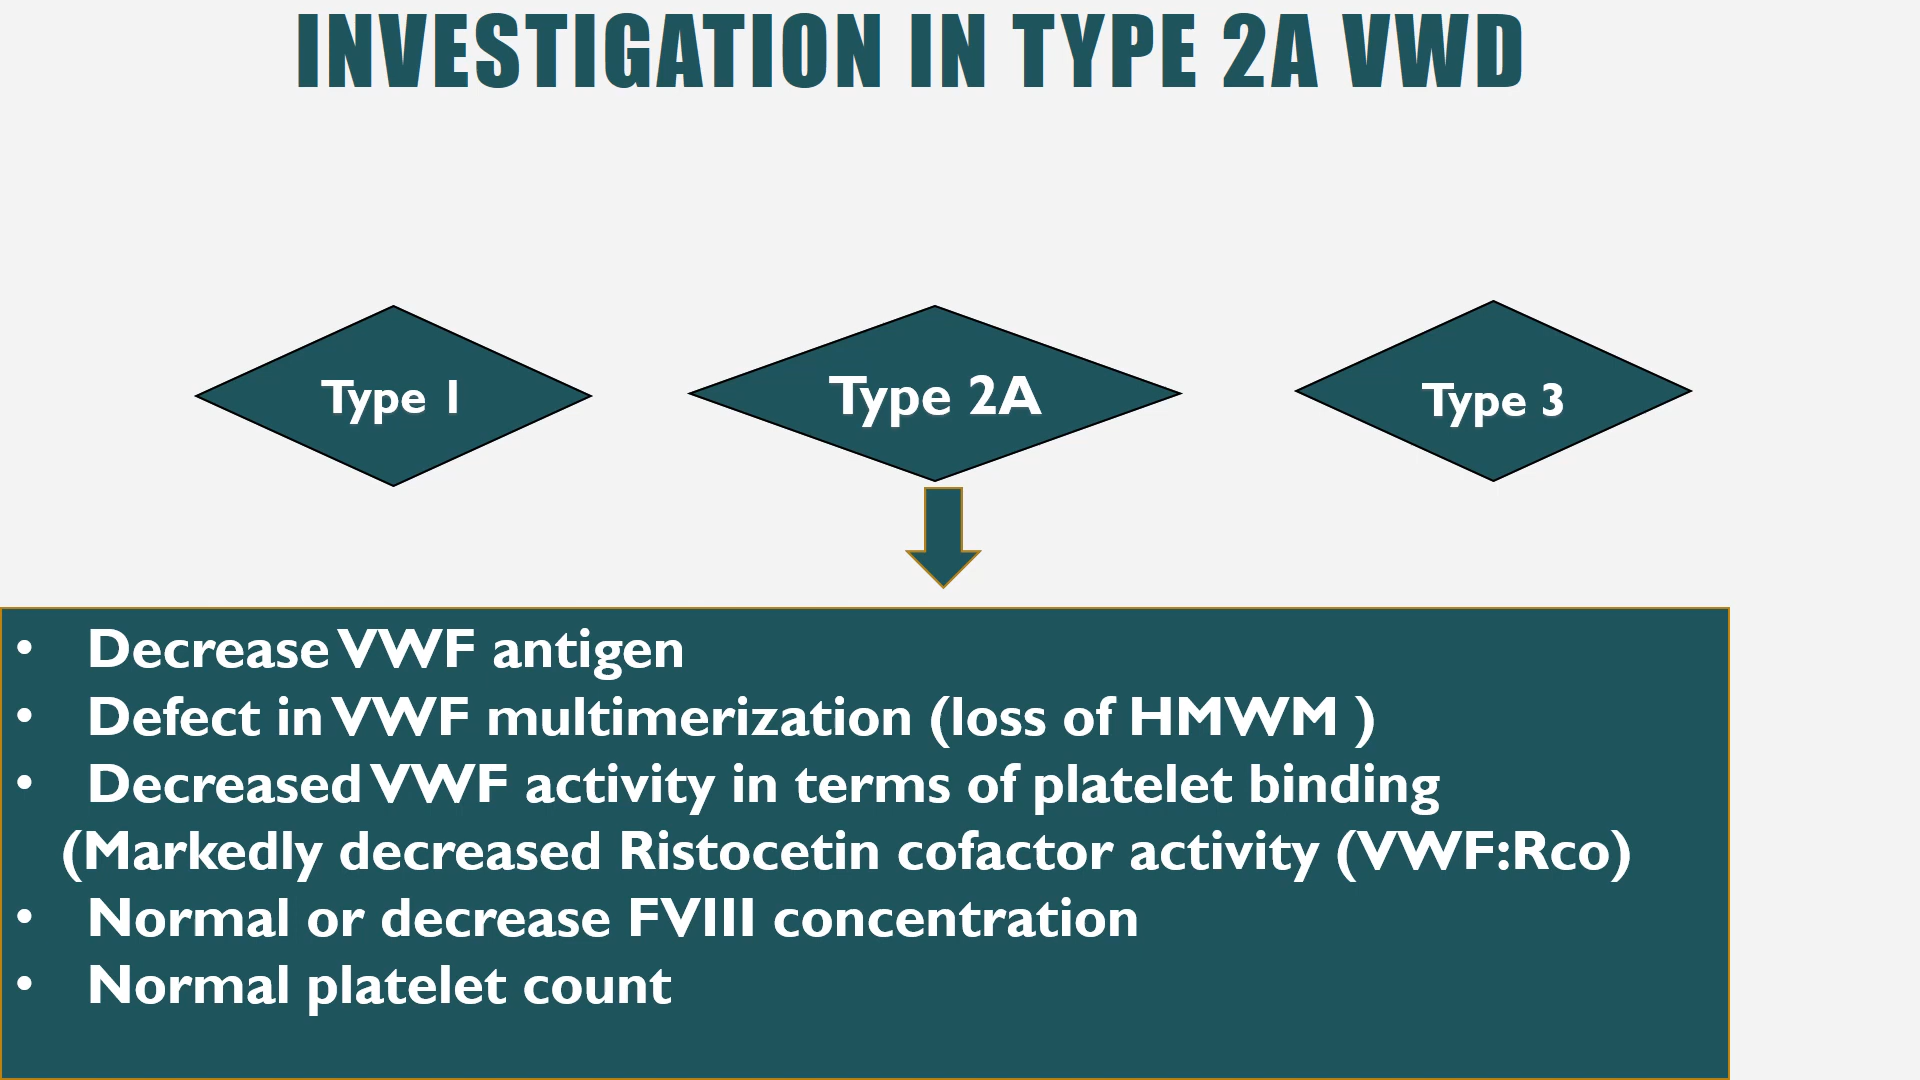 INVESTIGATION IN TYPE 2A VWD
Type 1
Type 2A
Type 3
• Decrease VWF antigen
• Defect in VWF multimerization (loss of HMWM )
• Decreased VWF activity in terms of platelet binding
(Markedly decreased Ristocetin cofactor activity (VWF:Rco)
• Normal or decrease FVIII concentration
• Normal platelet count